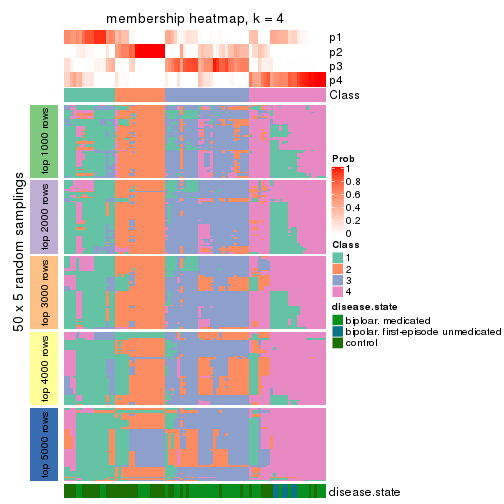 membership heatmap, k = 4
p1
p2
p3
p4
Class
50 x 5 random samplings
top 1000 rows
top 2000 rows
top 3000 rows
top 4000 rows
top 5000 rows
Prob
1
0.8
0.6
0.4
0.2
0
Class
1
2
3
4
disease.state
bipolar. medicated
bipolar. first-episode unmedicated
control
disease.state